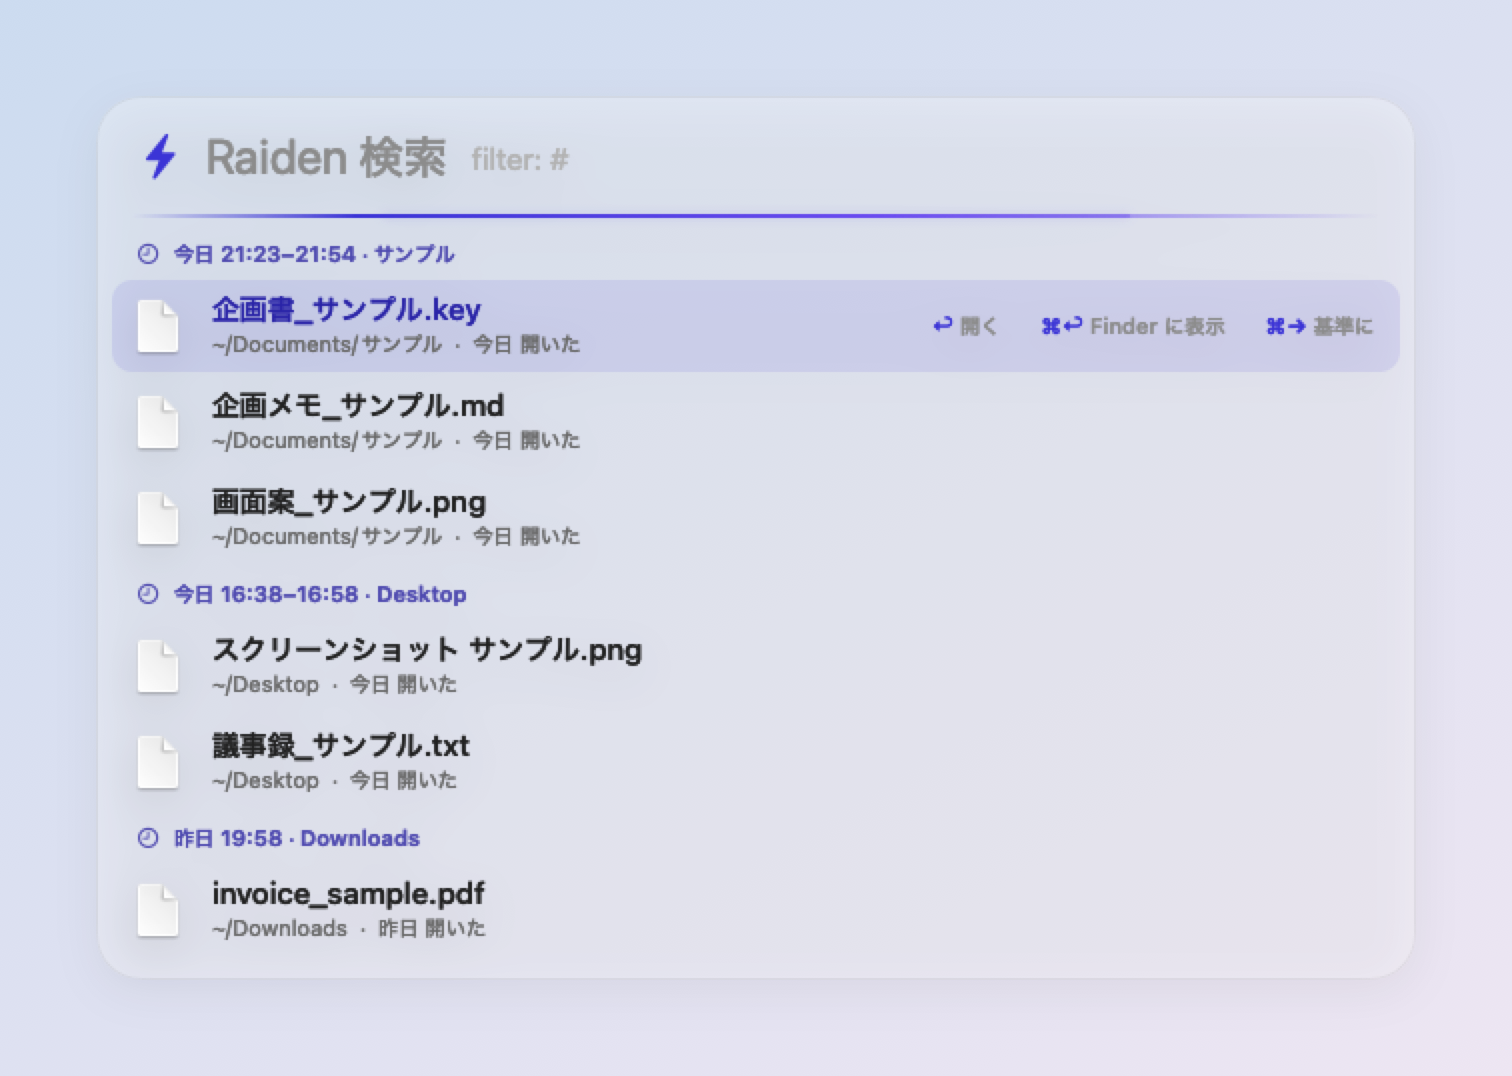 Raiden 検索 filter: #
今日 21:23–21:54 · サンプル
企画書_サンプル.key
~/Documents/サンプル · 今日 開いた
↩ 開く ⌘↩ Finder に表示 ⌘→ 基準に
企画メモ_サンプル.md
~/Documents/サンプル · 今日 開いた
画面案_サンプル.png
~/Documents/サンプル · 今日 開いた
今日 16:38–16:58 · Desktop
スクリーンショット サンプル.png
~/Desktop · 今日 開いた
議事録_サンプル.txt
~/Desktop · 今日 開いた
昨日 19:58 · Downloads
invoice_sample.pdf
~/Downloads · 昨日 開いた